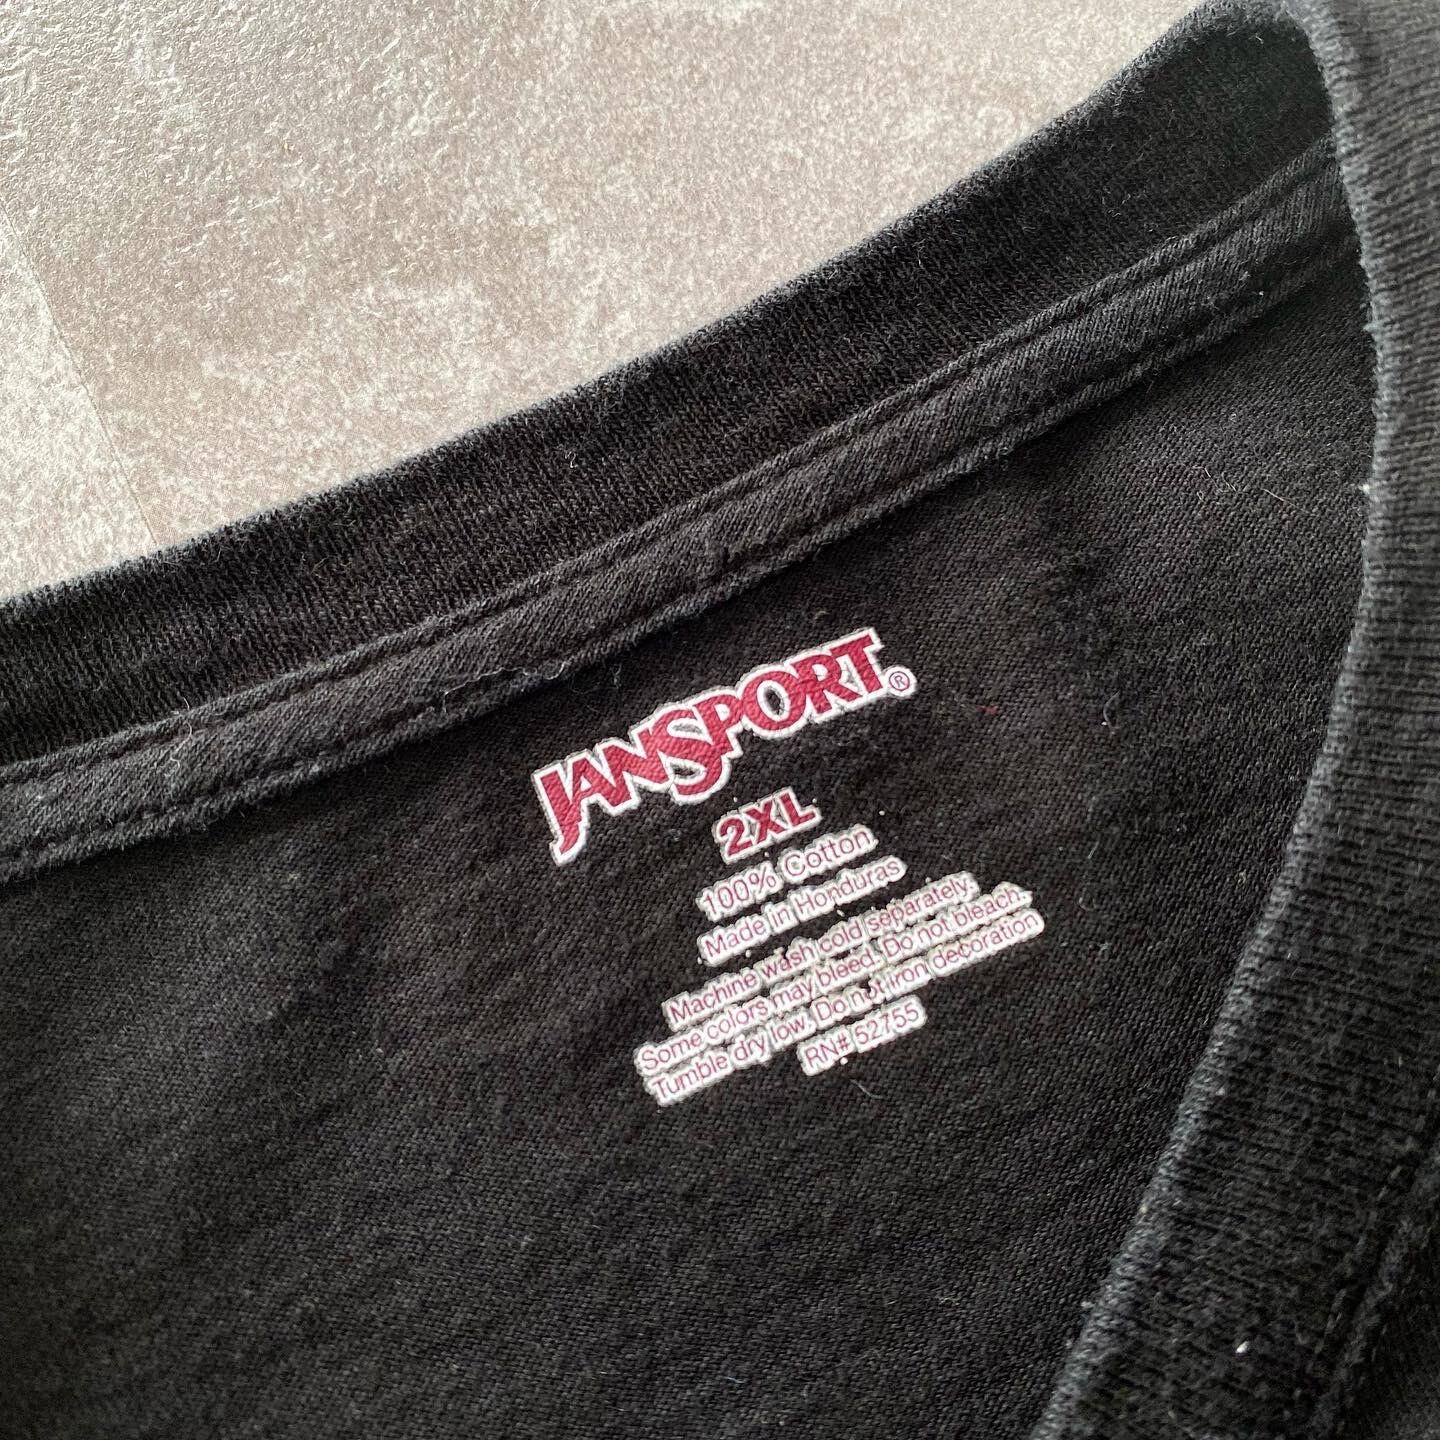 JANSPORT®
2XL
100% Cotton
Made in Honduras
Machine wash cold separately.
Some colors may bleed. Do not bleach.
Tumble dry low. Do not iron decoration
RN# 52755